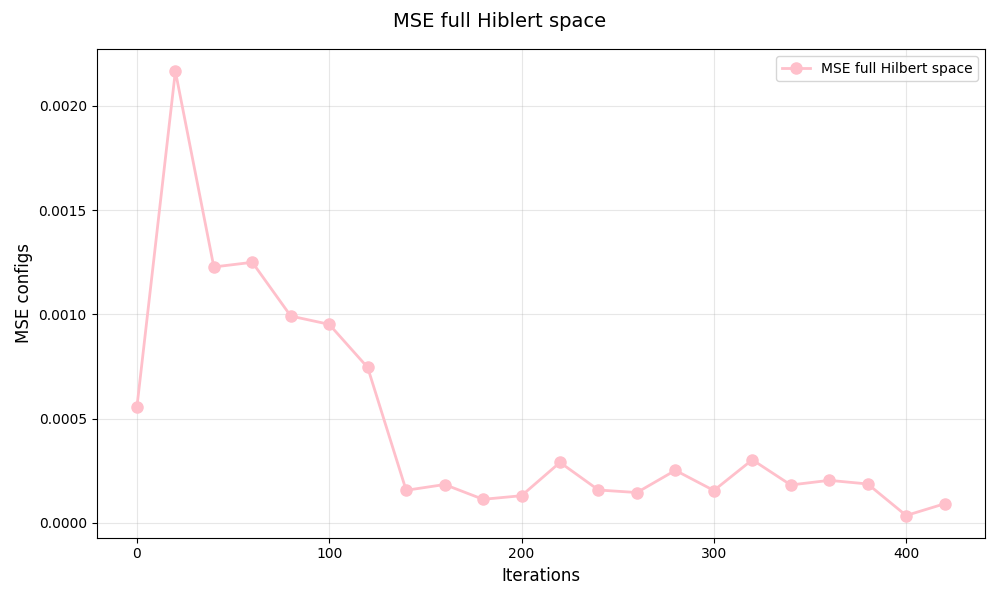 MSE full Hiblert space
MSE full Hilbert space
MSE configs
0.0020
0.0015
0.0010
0.0005
0.0000
0
100
200
300
400
Iterations